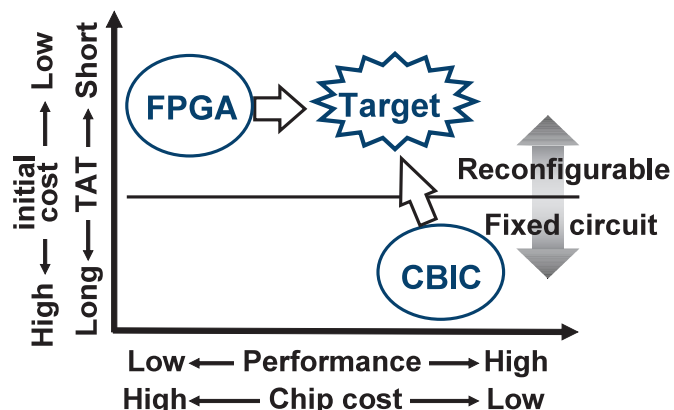 High ← initial cost → Low
Long ← TAT → Short
FPGA
Target
Reconfigurable
Fixed circuit
CBIC
Low ← Performance → High
High ← Chip cost → Low